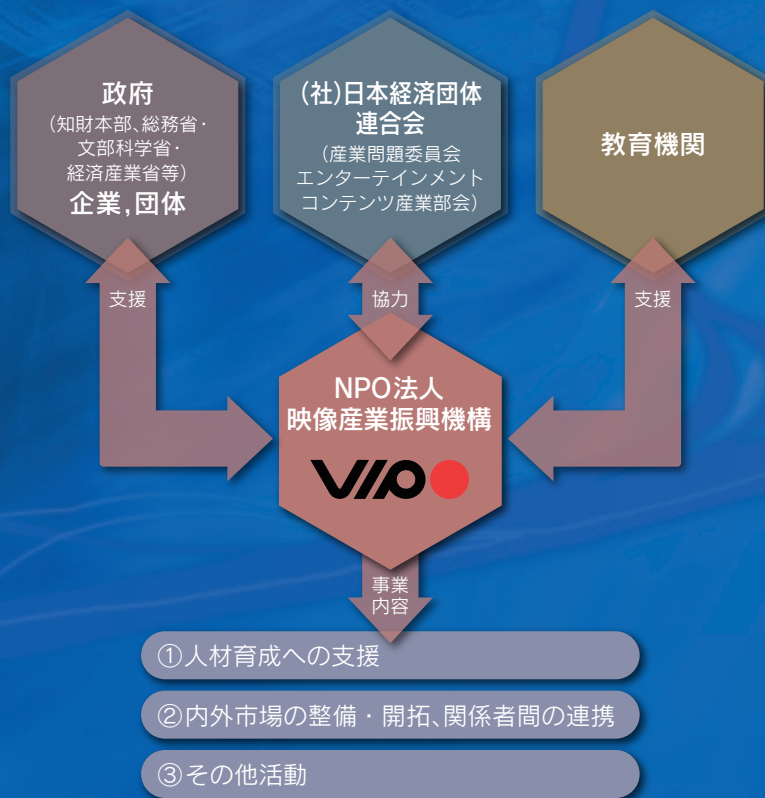 政府
(知財本部、総務省・
文部科学省・
経済産業省等)
企業,団体
(社)日本経済団体
連合会
(産業問題委員会
エンターテインメント
コンテンツ産業部会)
教育機関
支援
協力
支援
NPO法人
映像産業振興機構
VIPO
事業
内容
①人材育成への支援
②内外市場の整備・開拓、関係者間の連携
③その他活動